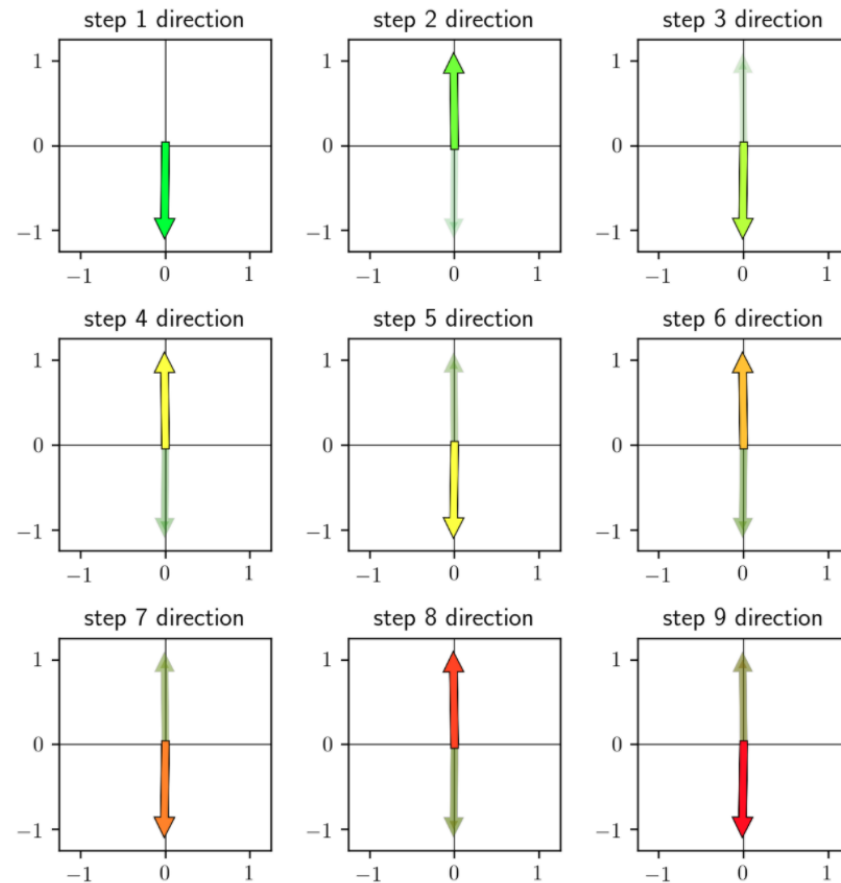 step 1 direction step 2 direction step 3 direction
1 1 1
0 0 0
−1 −1 −1
−1 0 1 −1 0 1 −1 0 1
step 4 direction step 5 direction step 6 direction
1 1 1
0 0 0
−1 −1 −1
−1 0 1 −1 0 1 −1 0 1
step 7 direction step 8 direction step 9 direction
1 1 1
0 0 0
−1 −1 −1
−1 0 1 −1 0 1 −1 0 1